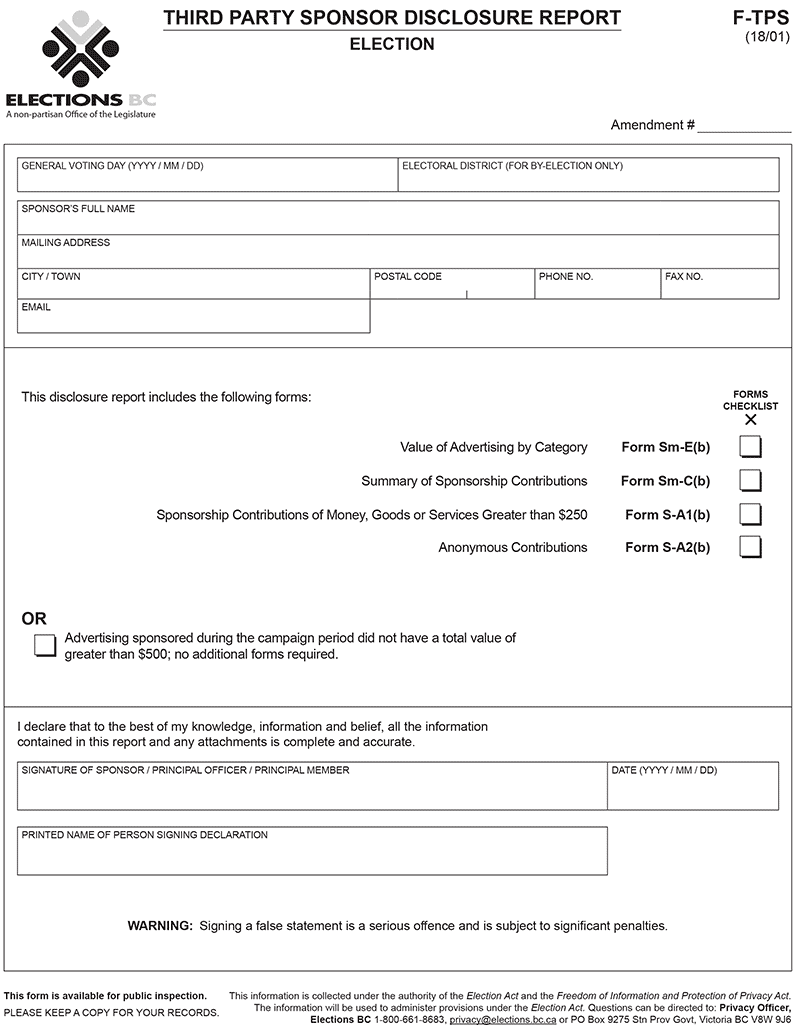 THIRD PARTY SPONSOR DISCLOSURE REPORT
F-TPS
ELECTION
(18/01)
ELECTIONS BC
A non-partisan Office of the Legislature
Amendment #
GENERAL VOTING DAY (YYYY / MM / DD)
ELECTORAL DISTRICT (FOR BY-ELECTION ONLY)
SPONSOR'S FULL NAME
MAILING ADDRESS
CITY / TOWN
POSTAL CODE
PHONE NO.
FAX NO.
EMAIL
This disclosure report includes the following forms:
FORMS
CHECKLIST
Value of Advertising by Category Form Sm-E(b)
Summary of Sponsorship Contributions Form Sm-C(b)
Sponsorship Contributions of Money, Goods or Services Greater than $250 Form S-A1(b)
Anonymous Contributions Form S-A2(b)
OR
Advertising sponsored during the campaign period did not have a total value of
greater than $500; no additional forms required.
I declare that to the best of my knowledge, information and belief, all the information
contained in this report and any attachments is complete and accurate.
SIGNATURE OF SPONSOR / PRINCIPAL OFFICER / PRINCIPAL MEMBER
DATE (YYYY / MM / DD)
PRINTED NAME OF PERSON SIGNING DECLARATION
WARNING: Signing a false statement is a serious offence and is subject to significant penalties.
This form is available for public inspection.
PLEASE KEEP A COPY FOR YOUR RECORDS.
This information is collected under the authority of the Election Act and the Freedom of Information and Protection of Privacy Act.
The information will be used to administer provisions under the Election Act. Questions can be directed to: Privacy Officer,
Elections BC 1-800-661-8683, privacy@elections.bc.ca or PO Box 9275 Stn Prov Govt, Victoria BC V8W 9J6